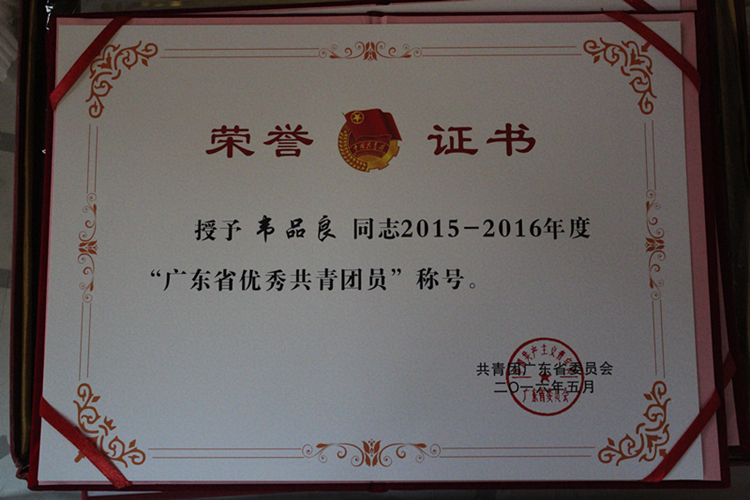 荣誉证书
授予 韦品良 同志2015-2016年度
“广东省优秀共青团员”称号。
共青团广东省委员会
二〇一六年五月